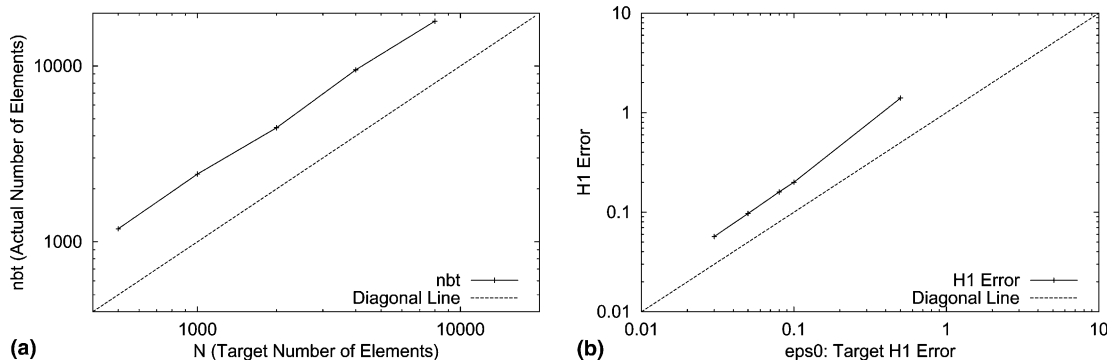 nbt (Actual Number of Elements)
10000
1000
nbt
Diagonal Line
1000
10000
N (Target Number of Elements)
(a)
H1 Error
10
1
0.1
0.01
H1 Error
Diagonal Line
0.01
0.1
1
10
eps0: Target H1 Error
(b)